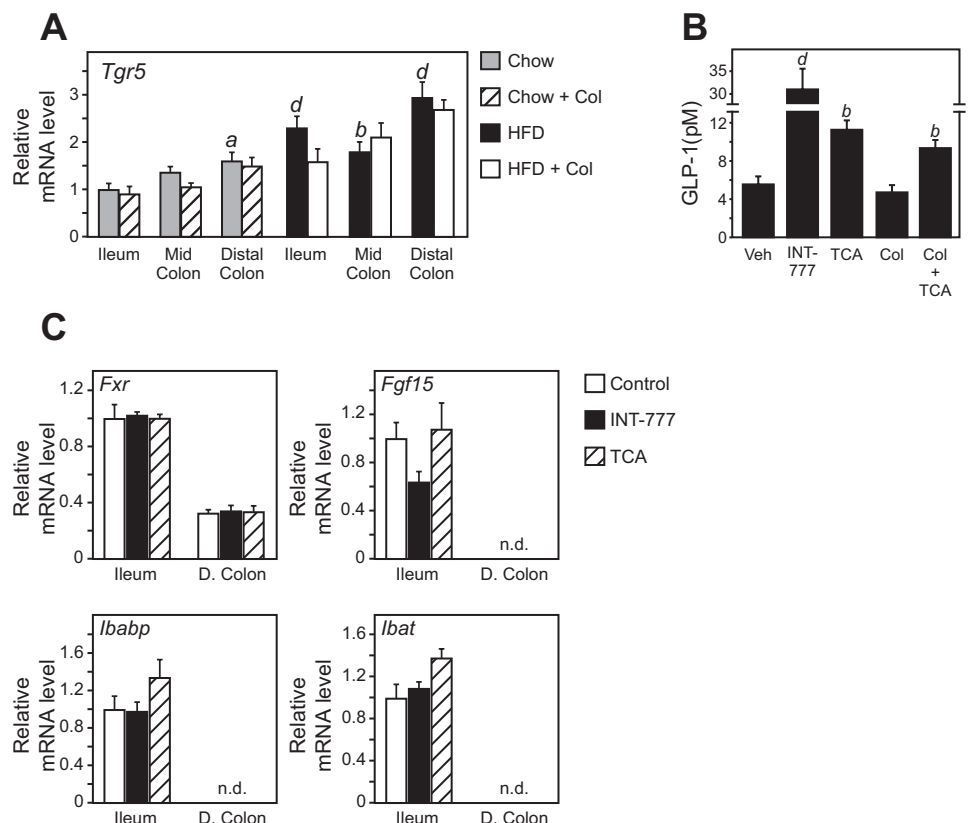 A
Tgr5
Relative
mRNA level
3
2
1
0
a
d
b
d
Ileum
Mid
Colon
Distal
Colon
Ileum
Mid
Colon
Distal
Colon
Chow
Chow + Col
HFD
HFD + Col
B
GLP-1(pM)
35
30
12
8
4
0
d
b
b
Veh
INT-
777
TCA
Col
Col
+
TCA
C
Fxr
Relative
mRNA level
1.2
0.8
0.4
0
Ileum
D. Colon
Fgf15
Relative
mRNA level
1.2
0.8
0.4
0
n.d.
Ileum
D. Colon
Control
INT-777
TCA
Ibabp
Relative
mRNA level
1.6
1.2
0.8
0.4
0
n.d.
Ileum
D. Colon
Ibat
Relative
mRNA level
1.6
1.2
0.8
0.4
0
n.d.
Ileum
D. Colon